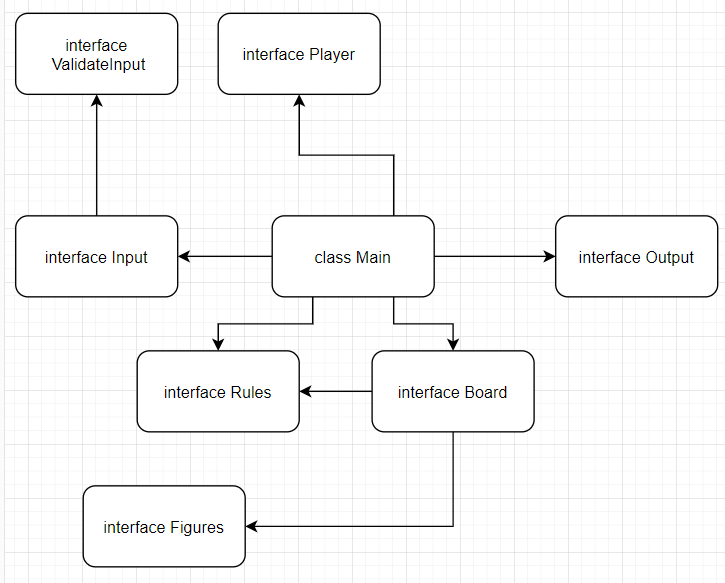 interface
ValidateInput
interface Player
interface Input
class Main
interface Output
interface Rules
interface Board
interface Figures